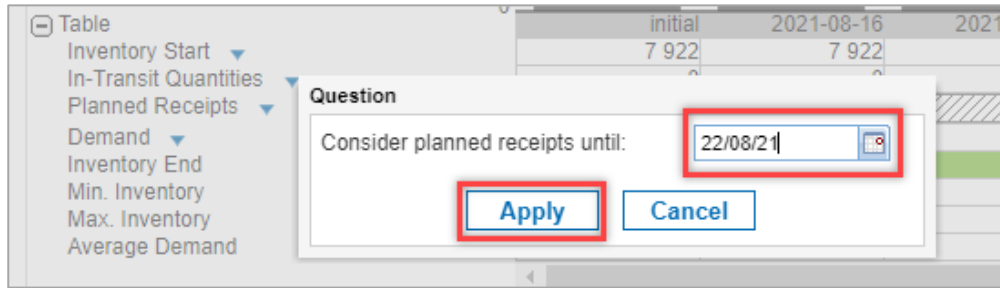 Table initial 2021-08-16 2021
Inventory Start 7 922 7 922
In-Transit Quantities
Planned Receipts
Demand
Inventory End
Min. Inventory
Max. Inventory
Average Demand
Question
Consider planned receipts until: 22/08/21
Apply Cancel